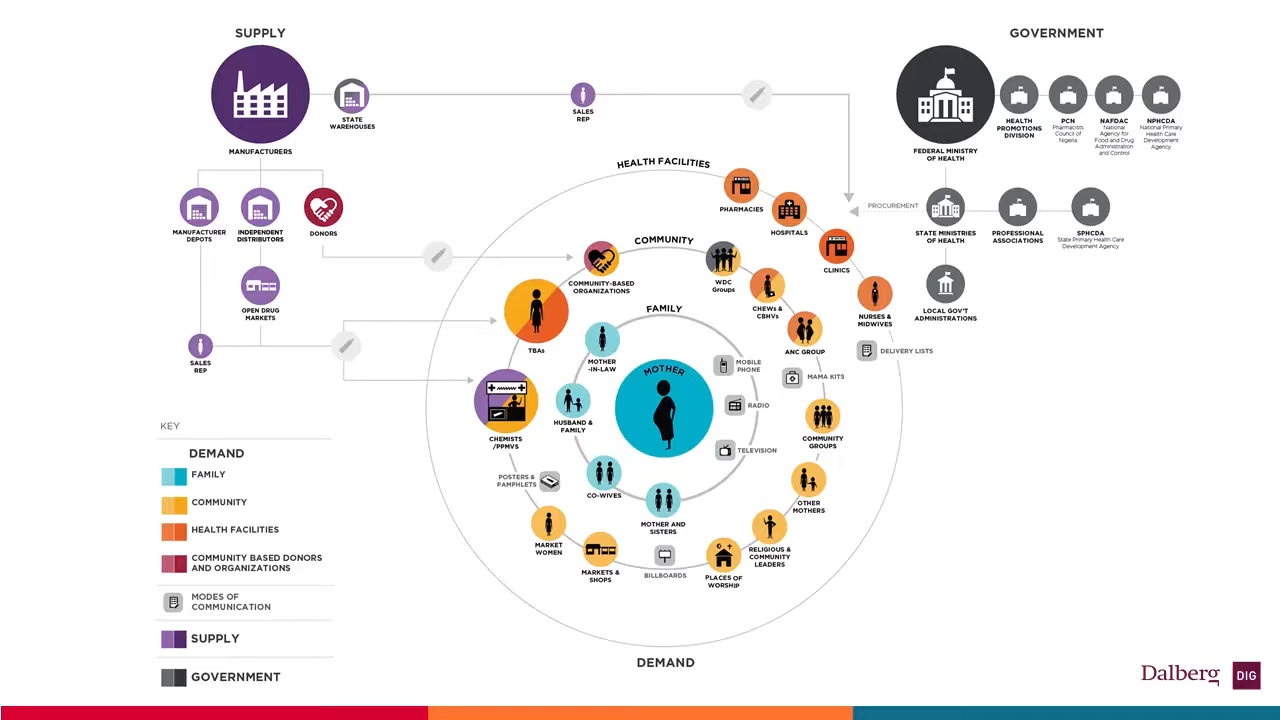 SUPPLY
GOVERNMENT
STATE
WAREHOUSES
SALES
REP
MANUFACTURERS
FEDERAL MINISTRY
OF HEALTH
HEALTH
PROMOTIONS
DIVISION
PCN
Pharmacists
Council of
Nigeria
NAFDAC
National
Agency for
Food and Drug
Administration
and Control
NPHCDA
National Primary
Health Care
Development
Agency
MANUFACTURER
DEPOTS
INDEPENDENT
DISTRIBUTORS
DONORS
OPEN DRUG
MARKETS
SALES
REP
PROCUREMENT
STATE MINISTRIES
OF HEALTH
PROFESSIONAL
ASSOCIATIONS
SPHCDA
State Primary Health Care
Development Agency
LOCAL GOV'T
ADMINISTRATIONS
HEALTH FACILITIES
PHARMACIES
HOSPITALS
CLINICS
NURSES &
MIDWIVES
DELIVERY LISTS
COMMUNITY
COMMUNITY-BASED
ORGANIZATIONS
WDC
Groups
CHEWs &
CBHVs
ANC GROUP
MAMA KITS
TBAs
CHEMISTS
/PPMVS
COMMUNITY
GROUPS
OTHER
MOTHERS
RELIGIOUS &
COMMUNITY
LEADERS
PLACES OF
WORSHIP
BILLBOARDS
MARKETS &
SHOPS
MARKET
WOMEN
POSTERS &
PAMPHLETS
FAMILY
MOTHER
-IN-LAW
HUSBAND &
FAMILY
CO-WIVES
MOTHER AND
SISTERS
MOTHER
MOBILE
PHONE
RADIO
TELEVISION
DEMAND
KEY
DEMAND
FAMILY
COMMUNITY
HEALTH FACILITIES
COMMUNITY BASED DONORS
AND ORGANIZATIONS
MODES OF
COMMUNICATION
SUPPLY
GOVERNMENT
Dalberg
DIG